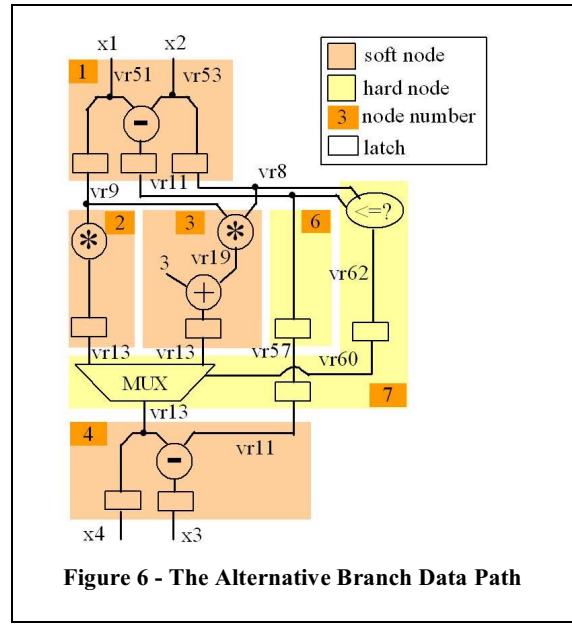 x1 x2
soft node
hard node
3 node number
latch
1 vr51 vr53
-
vr9 vr11 vr8
2 3 6 <=?
* *
vr19
3 vr62
+
vr13 vr13 vr57 vr60
MUX
7
vr13
4 vr11
-
x4 x3
Figure 6 - The Alternative Branch Data Path